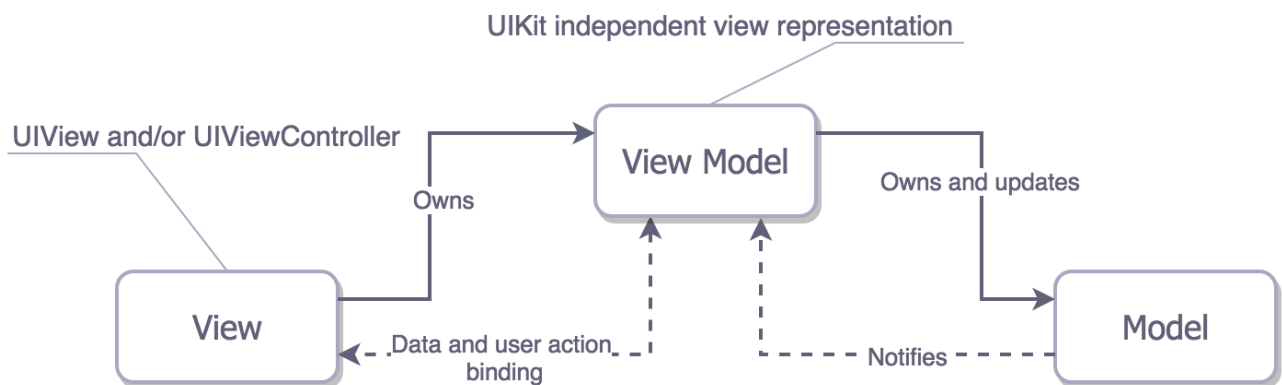 UIKit independent view representation
UIView and/or UIViewController
View Model
Owns
Owns and updates
View
Data and user action
binding
Notifies
Model